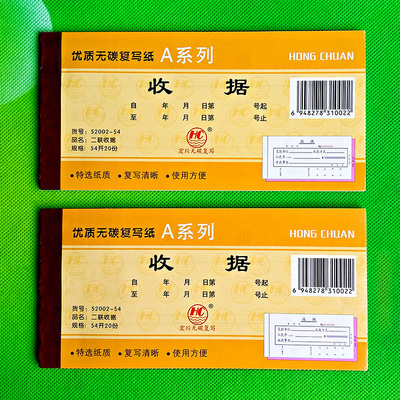 优质无碳复写纸 A系列
HONG CHUAN
收 据
自 年 月 日第 号起
至 年 月 日第 号止
6 948278 310022
货号：52002-54
品名：二联收据
规格：54开20份
HC
宏川无碳复写
•特选纸质 •复写清晰 •使用方便
收 据
优质无碳复写纸 A系列
HONG CHUAN
收 据
自 年 月 日第 号起
至 年 月 日第 号止
6 948278 310022
货号：52002-54
品名：二联收据
规格：54开20份
HC
宏川无碳复写
•特选纸质 •复写清晰 •使用方便
收 据